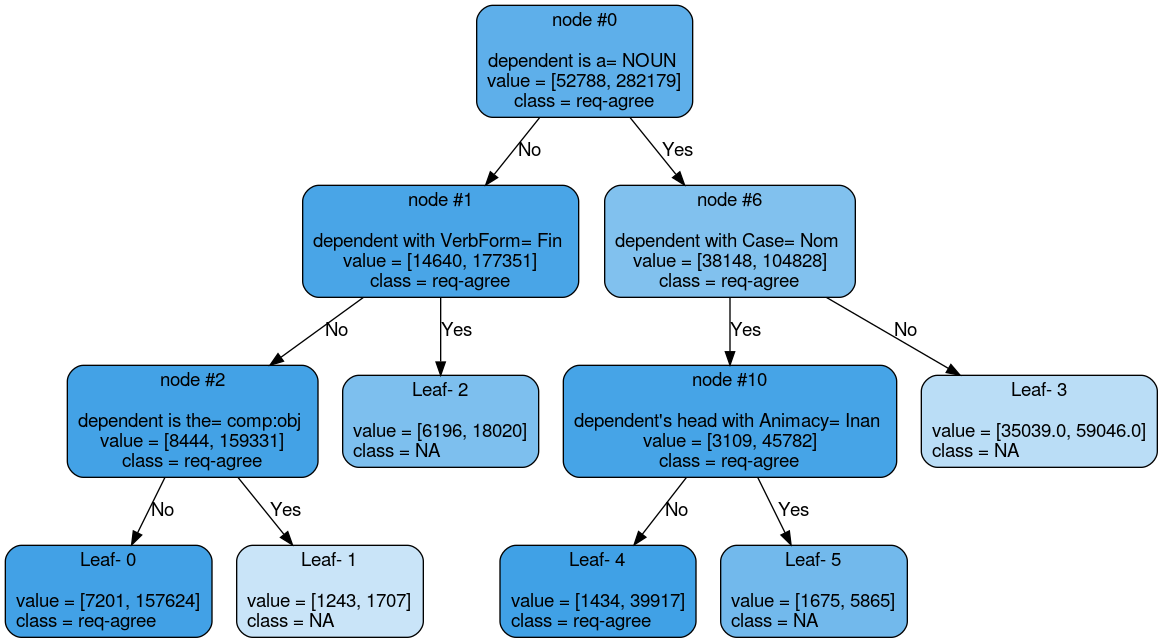 node #0
dependent is a= NOUN
value = [52788, 282179]
class = req-agree
No
Yes
node #1
dependent with VerbForm= Fin
value = [14640, 177351]
class = req-agree
node #6
dependent with Case= Nom
value = [38148, 104828]
class = req-agree
No
Yes
Yes
No
node #2
dependent is the= comp:obj
value = [8444, 159331]
class = req-agree
Leaf- 2
value = [6196, 18020]
class = NA
node #10
dependent's head with Animacy= Inan
value = [3109, 45782]
class = req-agree
Leaf- 3
value = [35039.0, 59046.0]
class = NA
No
Yes
No
Yes
Leaf- 0
value = [7201, 157624]
class = req-agree
Leaf- 1
value = [1243, 1707]
class = NA
Leaf- 4
value = [1434, 39917]
class = req-agree
Leaf- 5
value = [1675, 5865]
class = NA